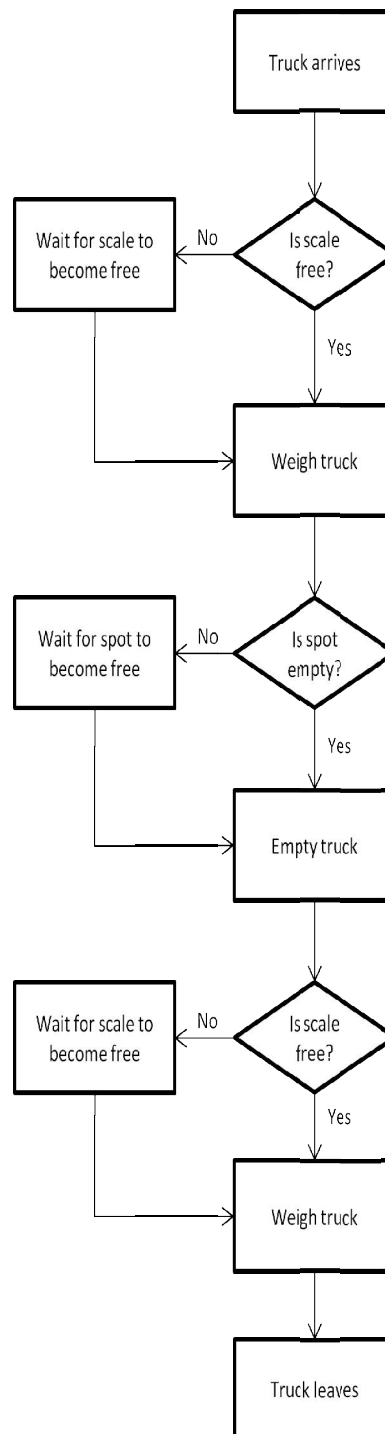 Truck arrives
Is scale
free?
No
Wait for scale to
become free
Yes
Weigh truck
Is spot
empty?
No
Wait for spot to
become free
Yes
Empty truck
Is scale
free?
No
Wait for scale to
become free
Yes
Weigh truck
Truck leaves